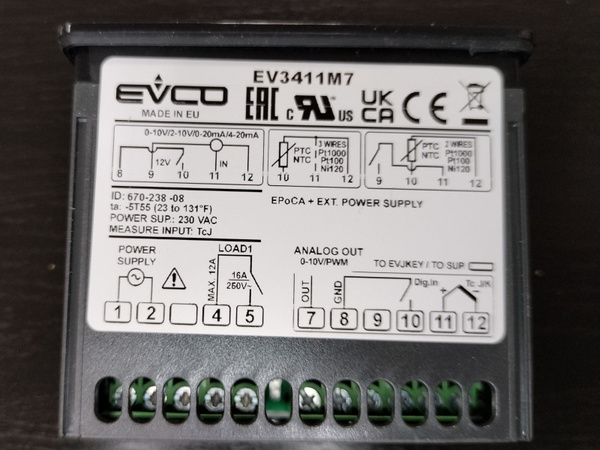 EV3411M7
EVCO
MADE IN EU
EAC c RU US UK CA CE
0-10V/2-10V/0-20mA/4-20mA
12V IN
8 9 10 11 12
PTC NTC
3 WIRES Pt1000 Pt100 Ni120
10 11 12
PTC NTC
2 WIRES Pt1000 Pt100 Ni120
9 10
ID: 670-238 -08
ta: -5T55 (23 to 131°F)
POWER SUP.: 230 VAC
MEASURE INPUT: TcJ
EPoCA + EXT. POWER SUPPLY
POWER SUPPLY
LOAD1
MAX. 12A
16A 250V~
1 2 4 5
ANALOG OUT
0-10V/PWM
TO EVJKEY / TO SUP.
OUT GND Dig.In + Tc J/K -
7 8 9 10 11 12